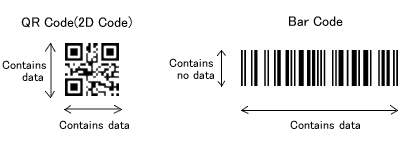 QR Code(2D Code)
Contains
data
Contains data
Bar Code
Contains
no data
Contains data